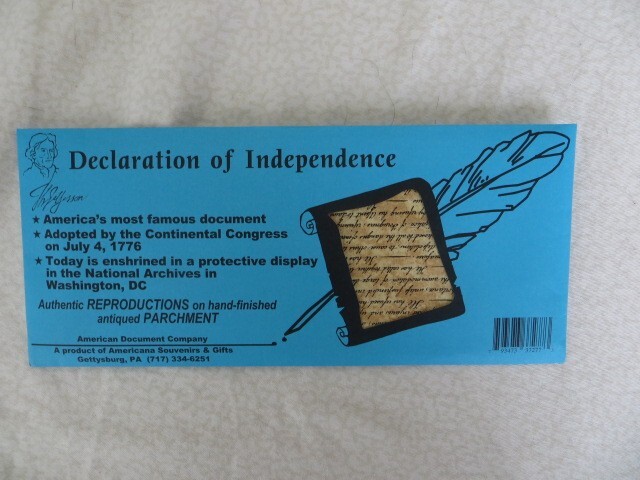 Declaration of Independence
Th Jefferson
★ America's most famous document
★ Adopted by the Continental Congress
on July 4, 1776
★ Today is enshrined in a protective display
in the National Archives in
Washington, DC
Authentic REPRODUCTIONS on hand-finished
antiqued PARCHMENT
American Document Company
A product of Americana Souvenirs & Gifts
Gettysburg, PA (717) 334-6251